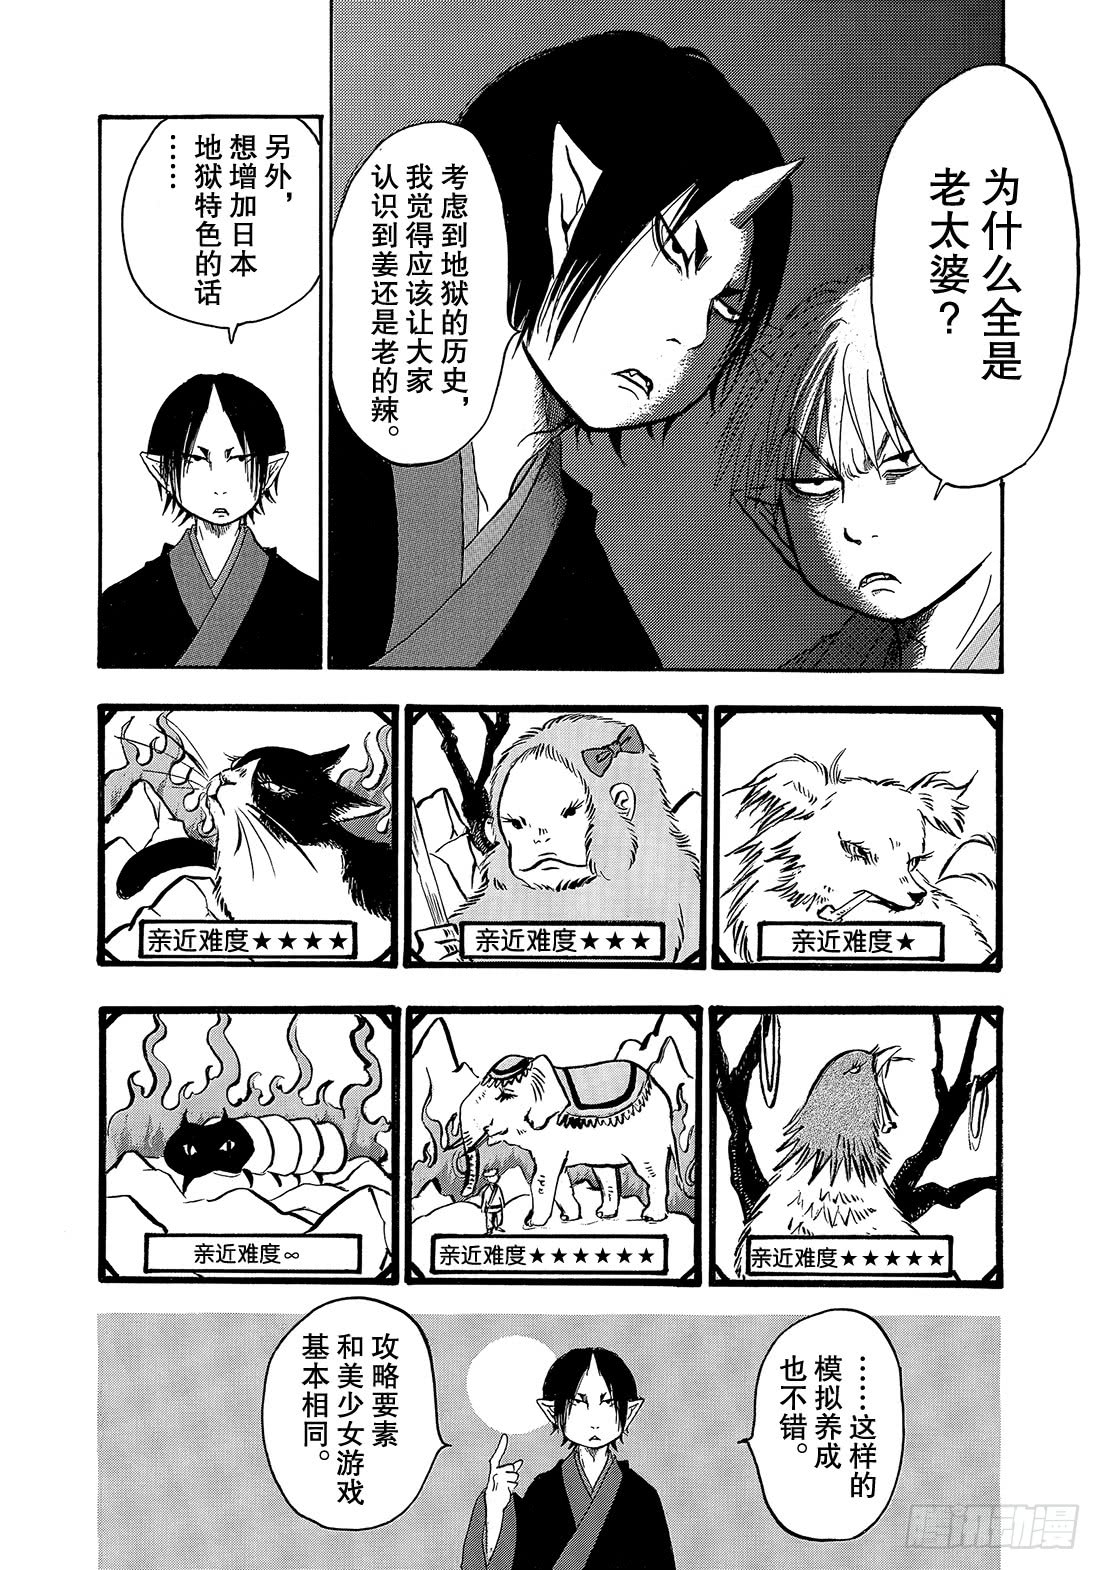 为什么全是
老太婆？
考虑到地狱的历史，
我觉得应该让大家
认识到姜还是老的辣。
另外，
想增加日本
地狱特色的话
……
亲近难度★
亲近难度★★★
亲近难度★★★★
亲近难度★★★★★
亲近难度★★★★★★
亲近难度∞
……这样的
模拟养成
也不错。
攻略要素
和美少女游戏
基本相同。
腾讯动漫